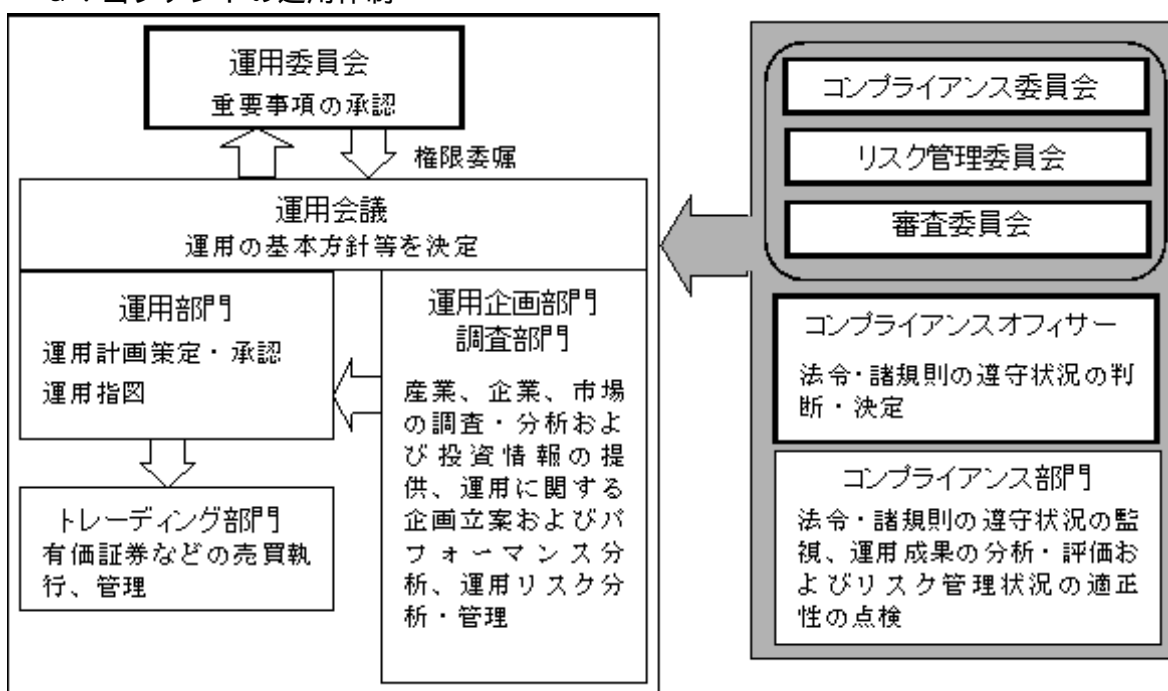 運用委員会
重要事項の承認
権限委嘱
運用会議
運用の基本方針等を決定
運用部門
運用計画策定・承認
運用指図
運用企画部門
調査部門
産業、企業、市場
の調査・分析およ
び投資情報の提
供、運用に関する
企画立案およびパ
フォーマンス分
析、運用リスク分
析・管理
トレーディング部門
有価証券などの売買執
行、管理
コンプライアンス委員会
リスク管理委員会
審査委員会
コンプライアンスオフィサー
法令・諸規則の遵守状況の判
断・決定
コンプライアンス部門
法令・諸規則の遵守状況の監
視、運用成果の分析・評価お
よびリスク管理状況の適正
性の点検